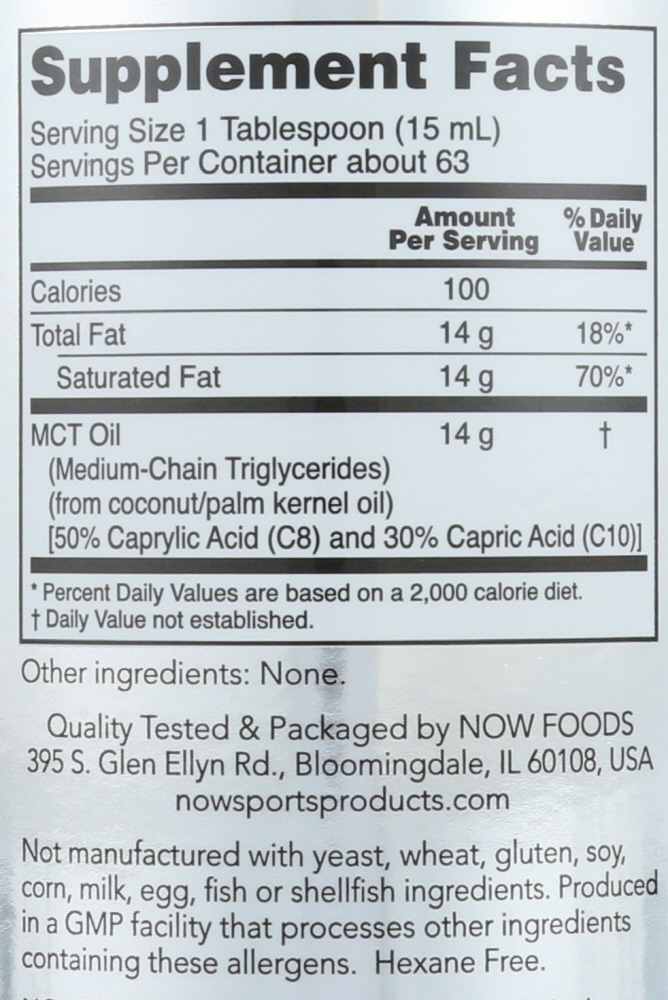 Supplement Facts
Serving Size 1 Tablespoon (15 mL)
Servings Per Container about 63
Amount Per Serving % Daily Value
Calories 100
Total Fat 14 g 18%*
Saturated Fat 14 g 70%*
MCT Oil 14 g †
(Medium-Chain Triglycerides)
(from coconut/palm kernel oil)
[50% Caprylic Acid (C8) and 30% Capric Acid (C10)]
* Percent Daily Values are based on a 2,000 calorie diet.
† Daily Value not established.
Other ingredients: None.
Quality Tested & Packaged by NOW FOODS
395 S. Glen Ellyn Rd., Bloomingdale, IL 60108, USA
nowsportsproducts.com
Not manufactured with yeast, wheat, gluten, soy,
corn, milk, egg, fish or shellfish ingredients. Produced
in a GMP facility that processes other ingredients
containing these allergens. Hexane Free.